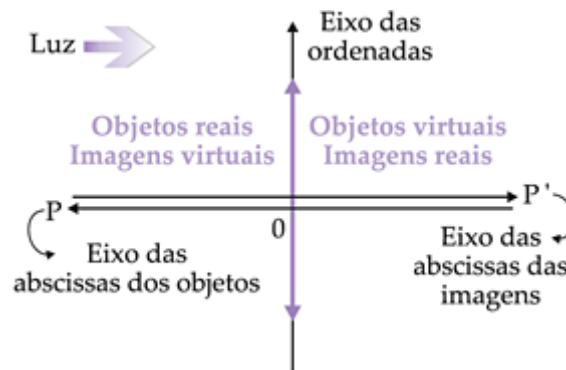 Luz
Eixo das
ordenadas
Objetos reais
Imagens virtuais
Objetos virtuais
Imagens reais
P
P'
0
Eixo das
abscissas dos objetos
Eixo das
abscissas das
imagens